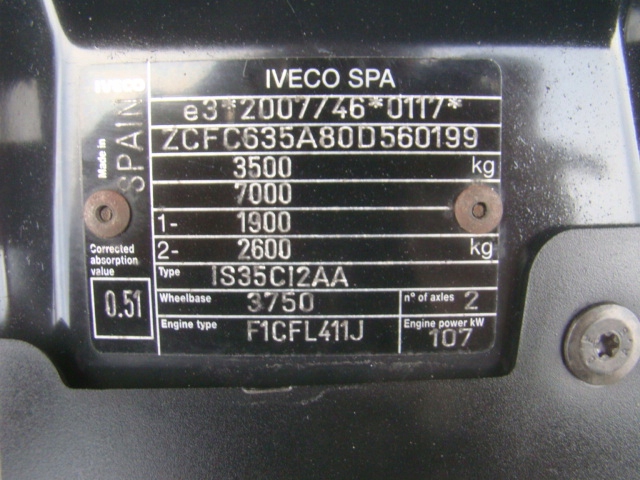 IVECO
IVECO SPA
e3*2007/46*0117*
Made in SPAIN
ZCFC635A80D560199
3500 kg
7000
1- 1900
2- 2600 kg
Corrected
absorption
value
0.51
Type IS35CI2AA
Wheelbase 3750 n° of axles 2
Engine type F1CFL411J Engine power kW 107